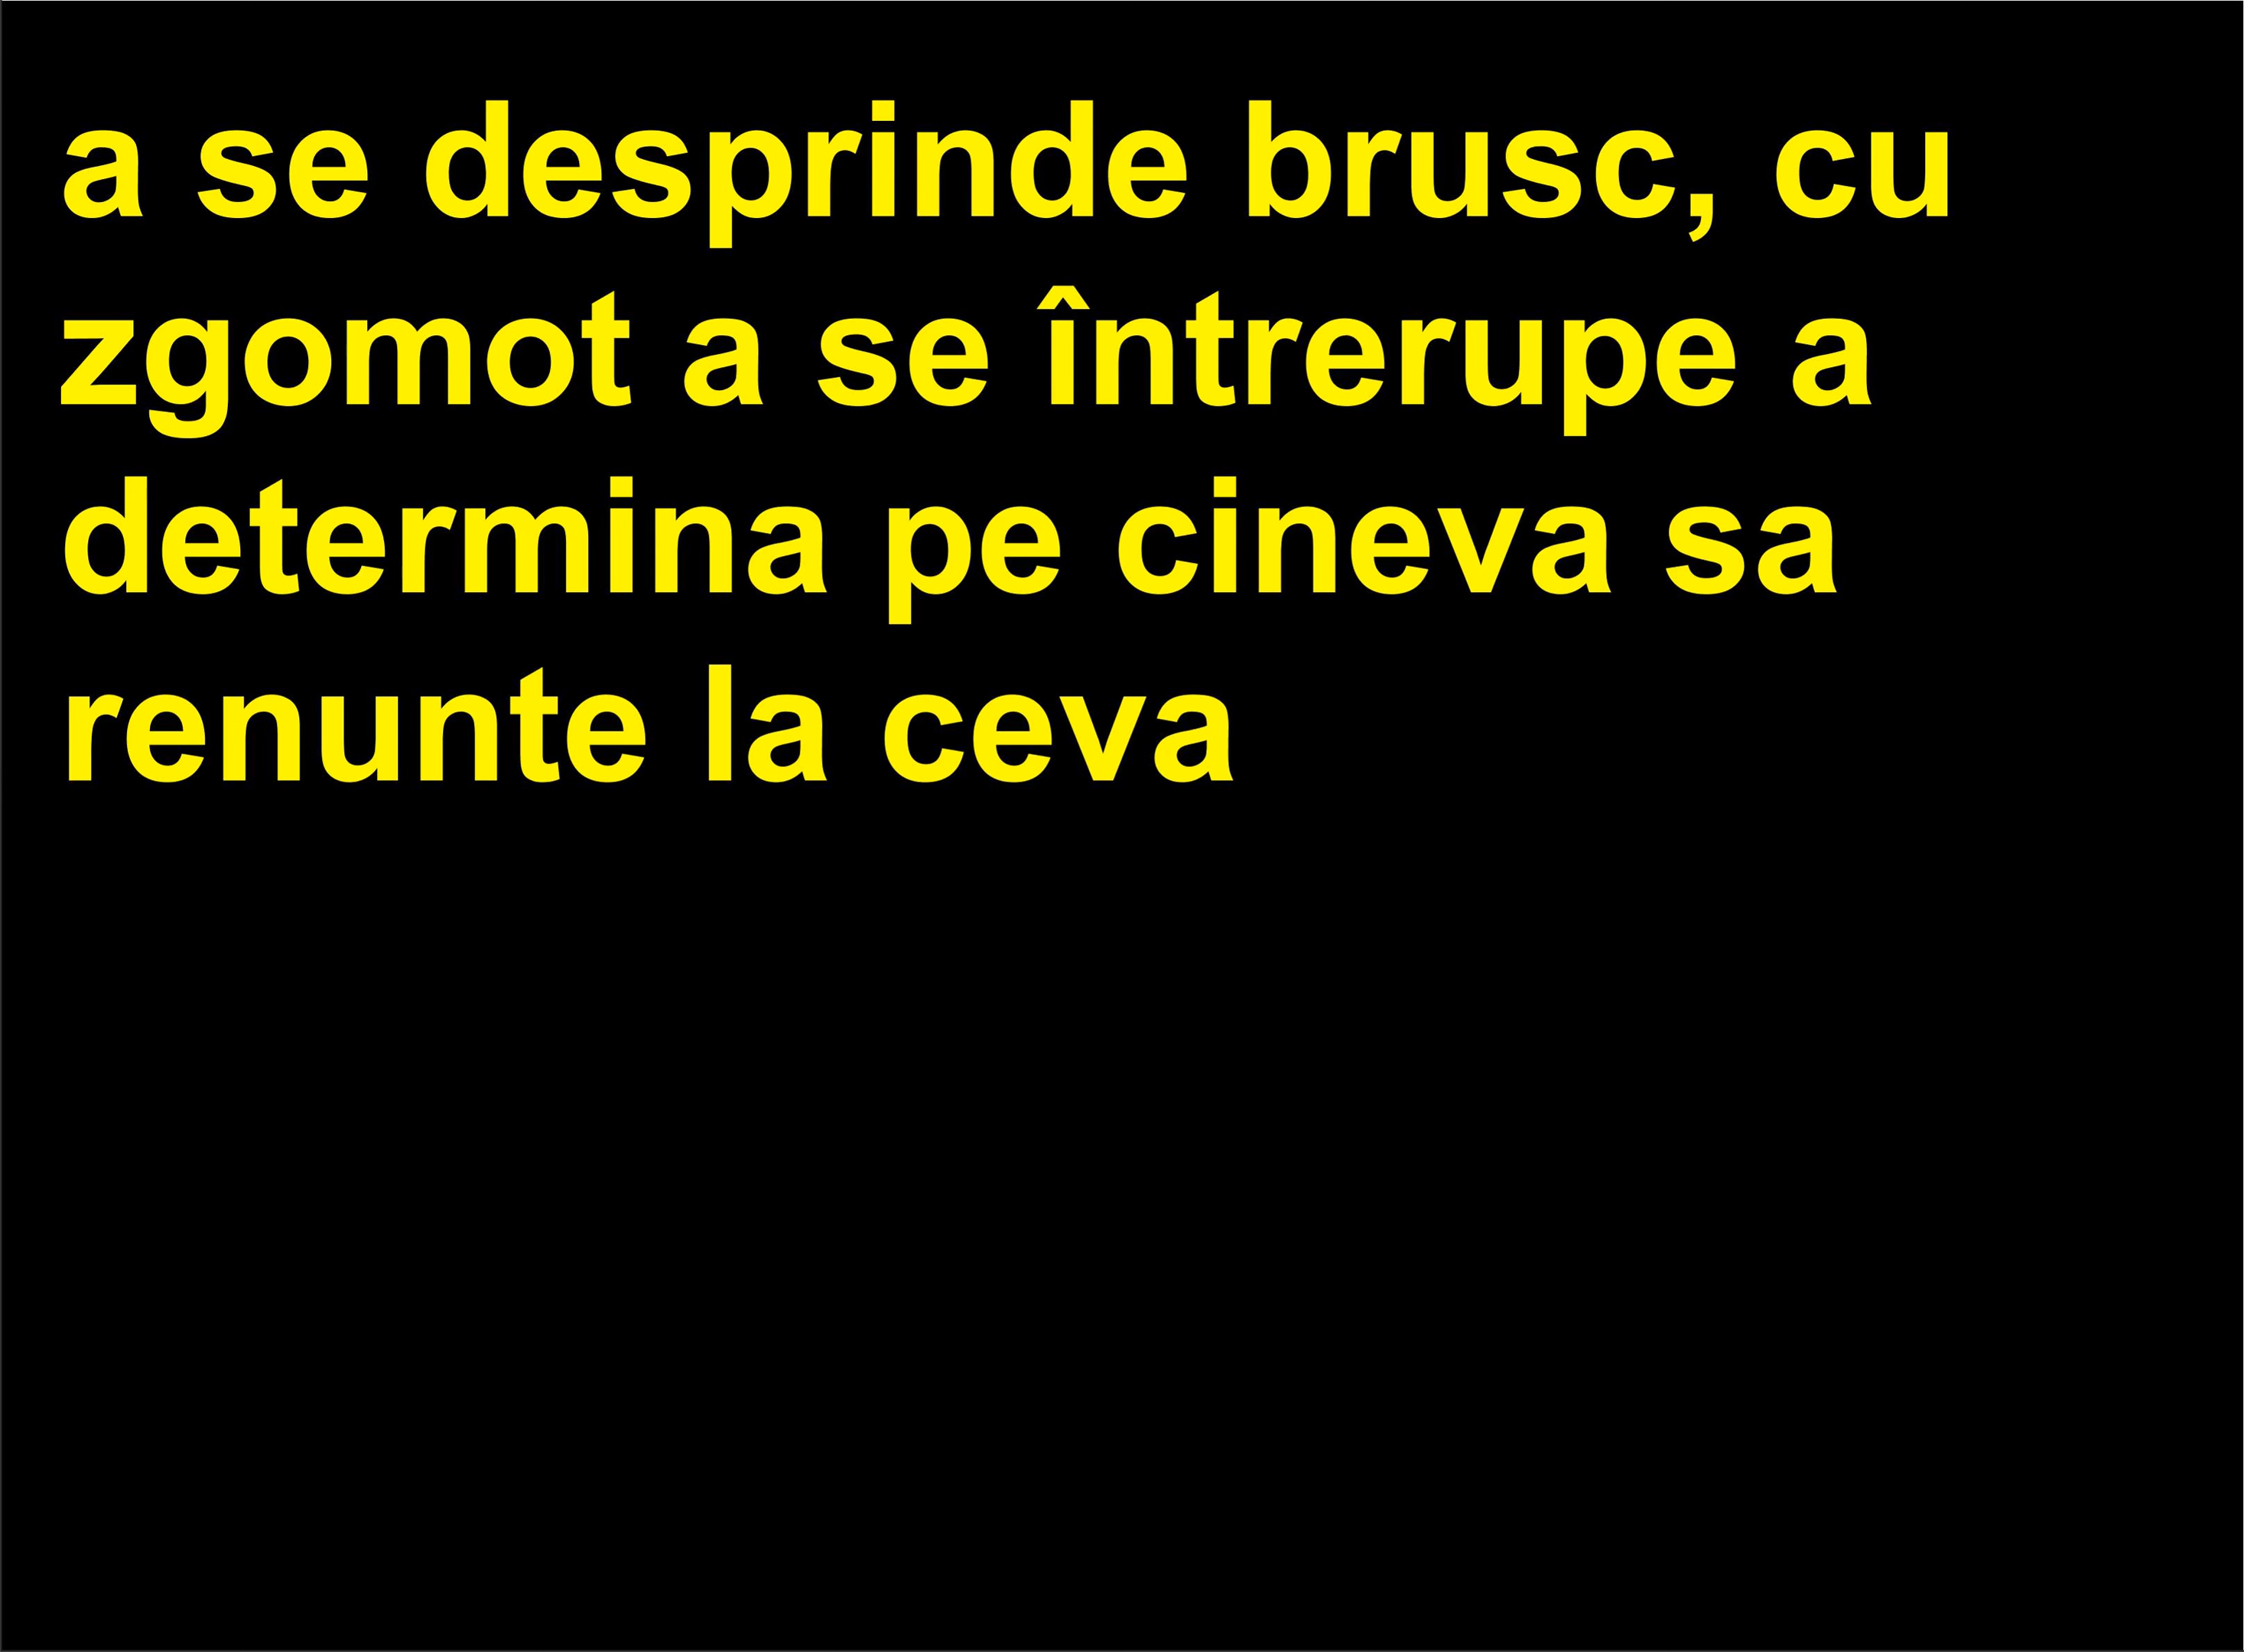 a se desprinde brusc, cu
zgomot a se întrerupe a
determina pe cineva sa
renunte la ceva